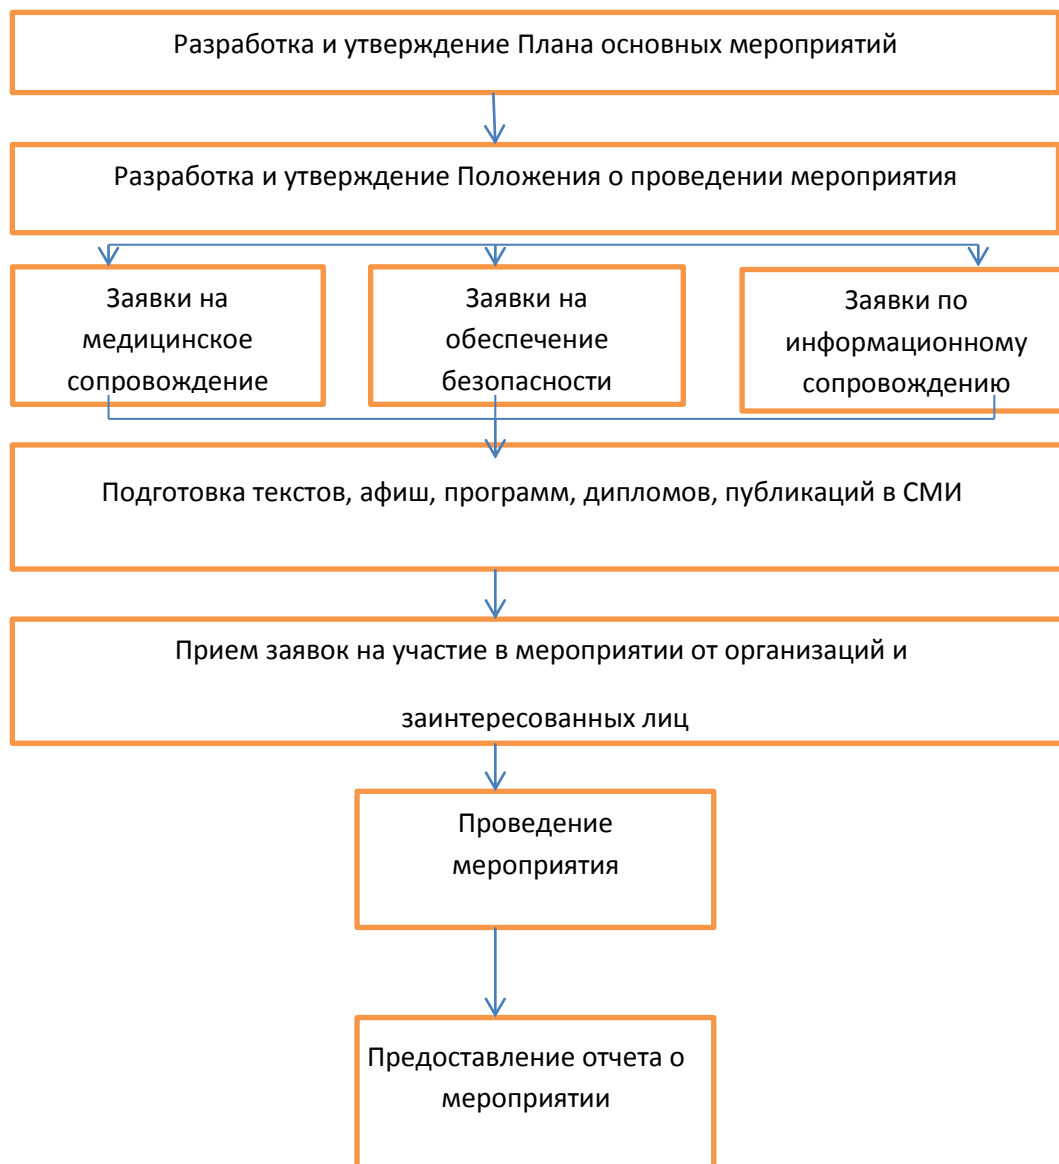 Разработка и утверждение Плана основных мероприятий
Разработка и утверждение Положения о проведении мероприятия
Заявки на
медицинское
сопровождение
Заявки на
обеспечение
безопасности
Заявки по
информационному
сопровождению
Подготовка текстов, афиш, программ, дипломов, публикаций в СМИ
Прием заявок на участие в мероприятии от организаций и
заинтересованных лиц
Проведение
мероприятия
Предоставление отчета о
мероприятии